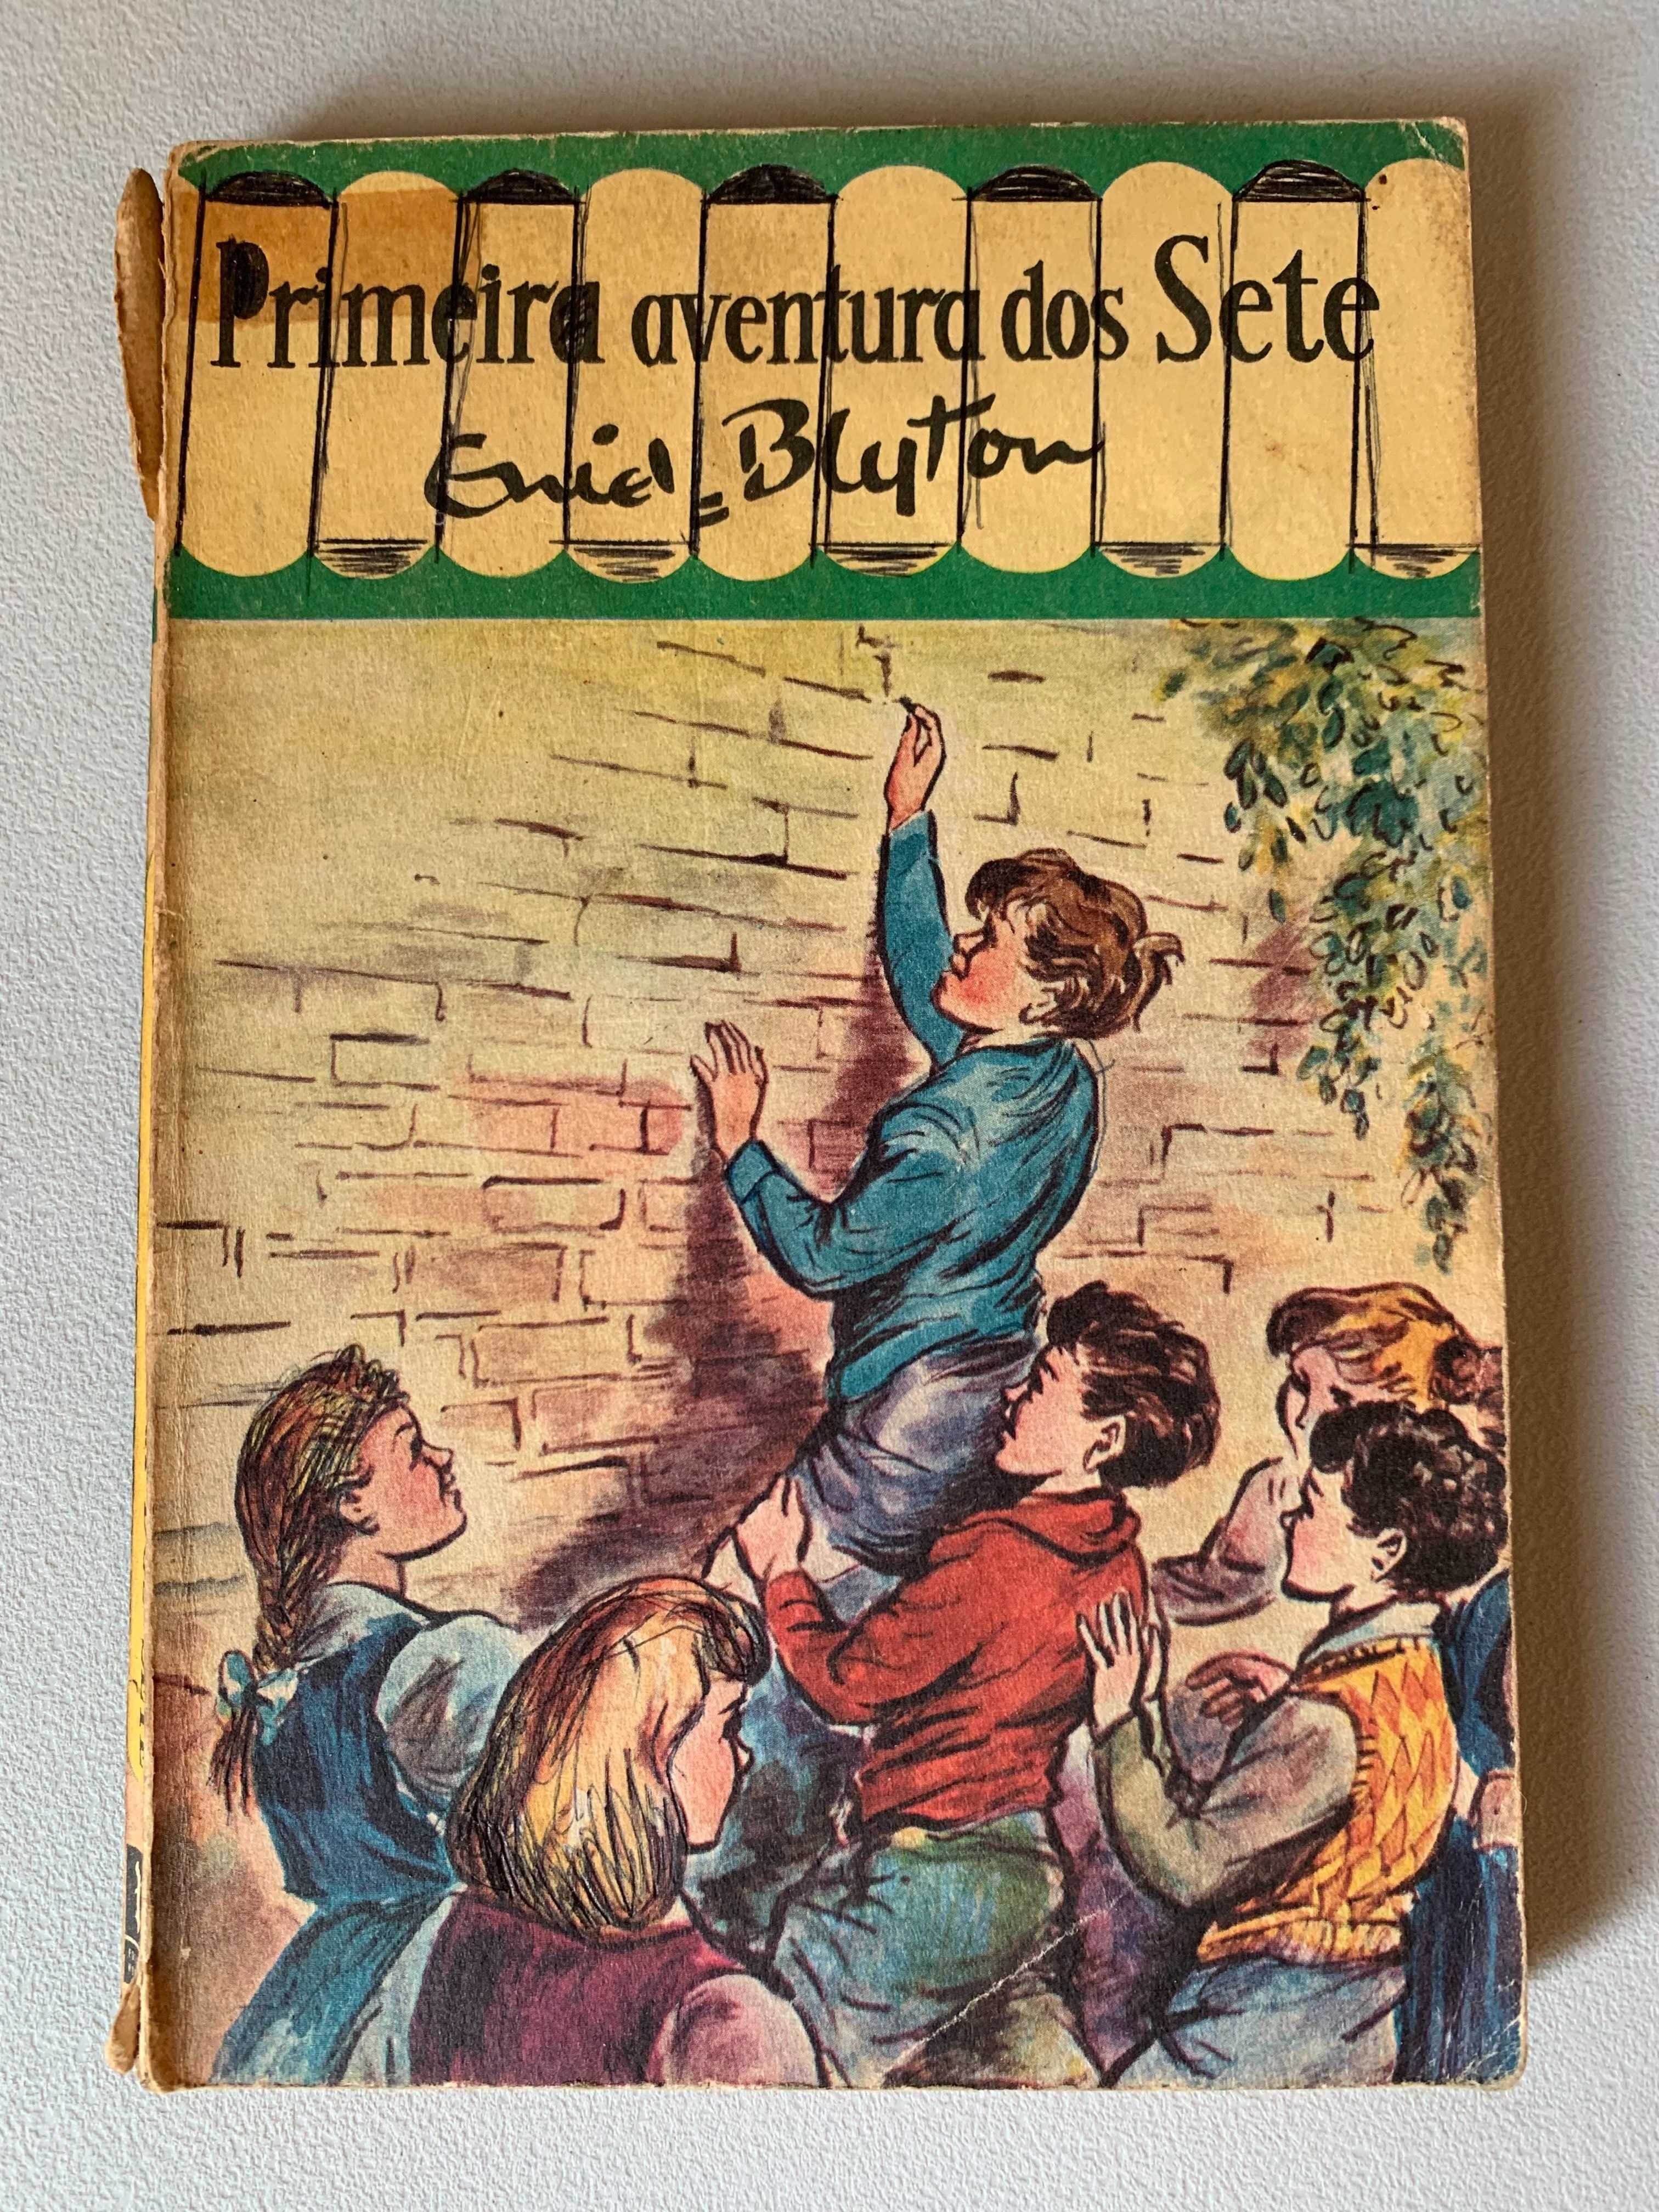 Primeira aventura dos Sete
Enid Blyton